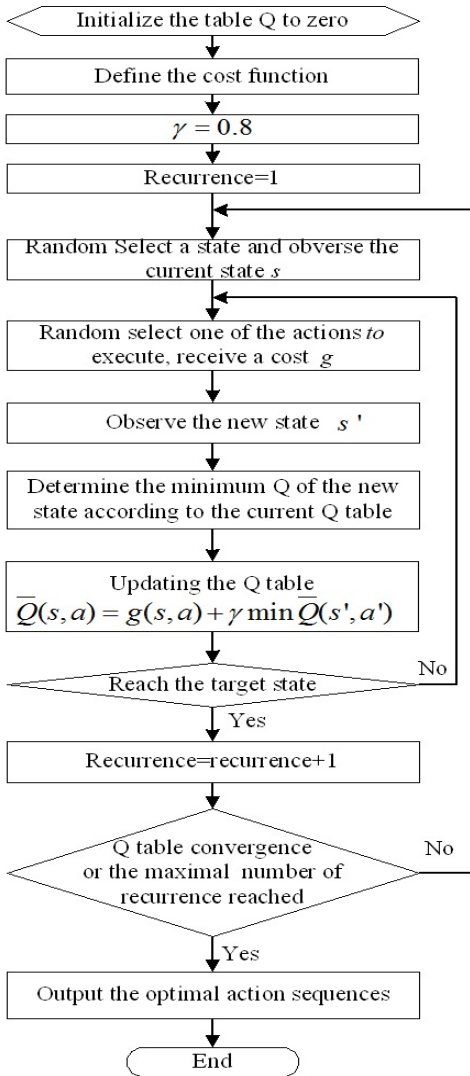 Initialize the table Q to zero
Define the cost function
γ = 0.8
Recurrence=1
Random Select a state and obverse the
current state s
Random select one of the actions to
execute, receive a cost g
Observe the new state s '
Determine the minimum Q of the new
state according to the current Q table
Updating the Q table
Q̅(s,a) = g(s,a) + γ min Q̅(s',a')
Reach the target state
No
Yes
Recurrence=recurrence+1
Q table convergence
or the maximal number of
recurrence reached
No
Yes
Output the optimal action sequences
End